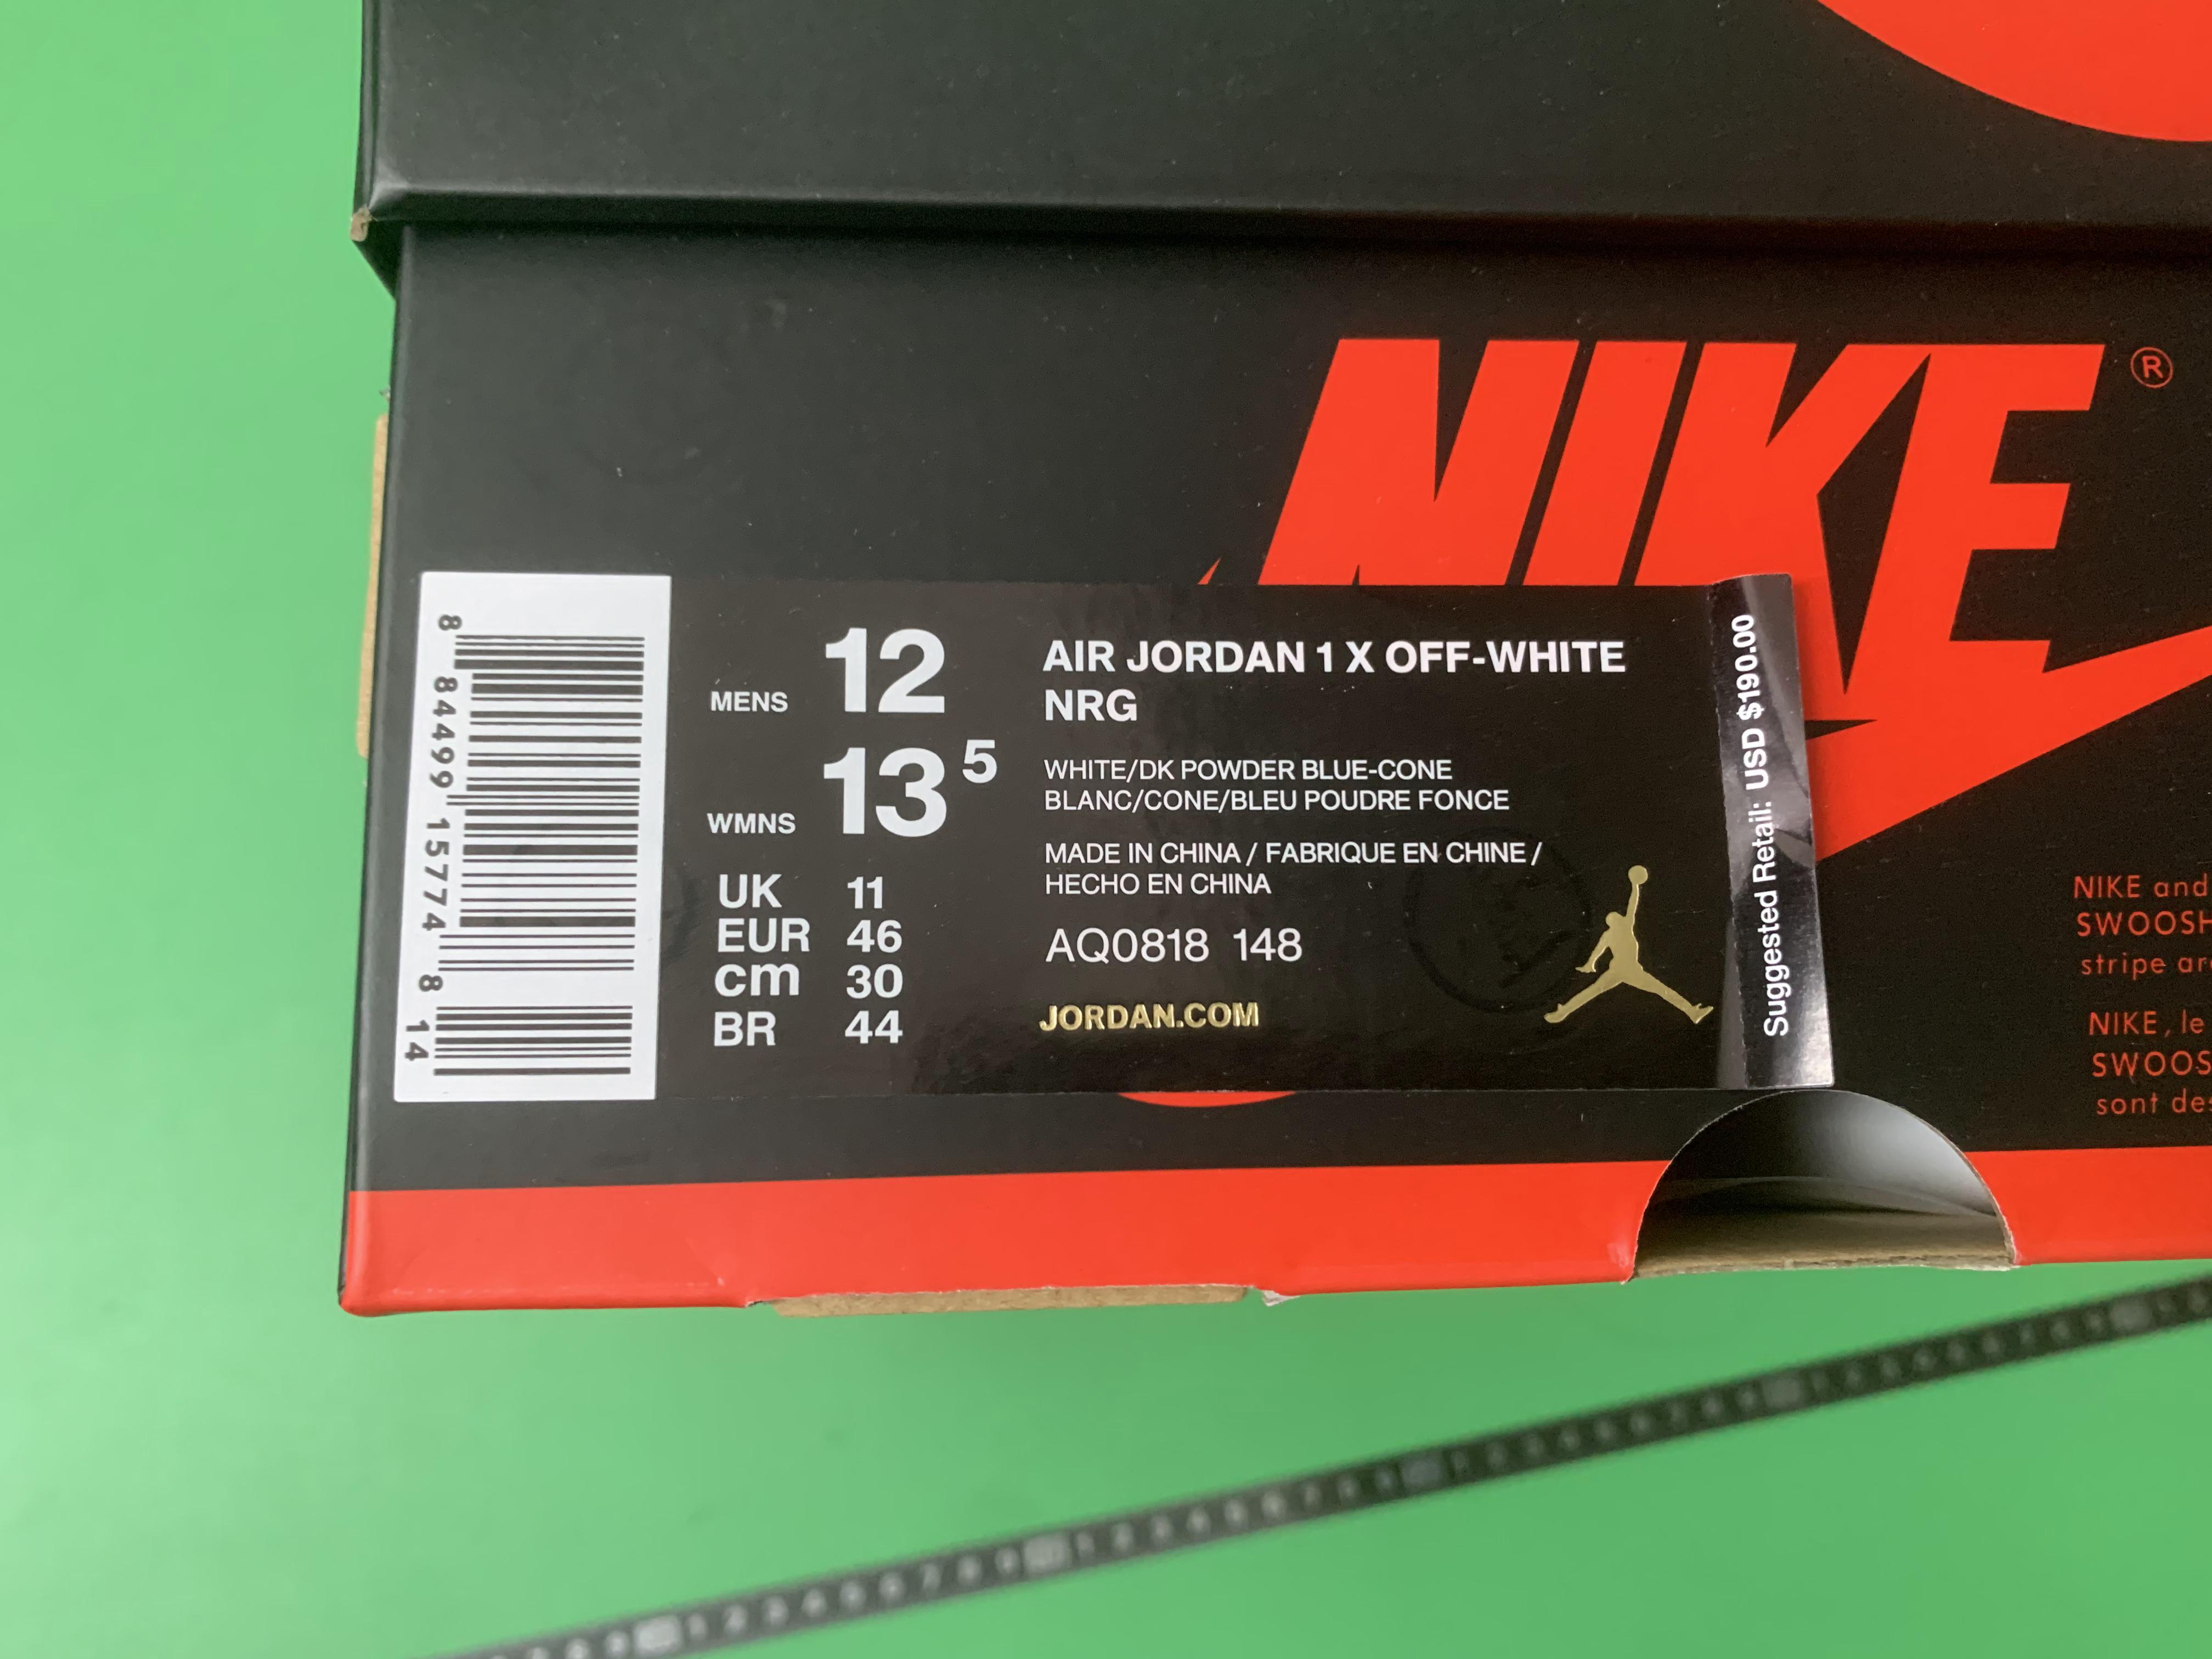 NIKE®
8 84499 15774 8 14
MENS 12
WMNS 13 5
UK 11
EUR 46
cm 30
BR 44
AIR JORDAN 1 X OFF-WHITE
NRG
WHITE/DK POWDER BLUE-CONE
BLANC/CONE/BLEU POUDRE FONCE
MADE IN CHINA / FABRIQUE EN CHINE /
HECHO EN CHINA
AQ0818 148
JORDAN.COM
Suggested Retail: USD $190.00
NIKE and
SWOOSH
stripe
NIKE, le
SWOOS
sont